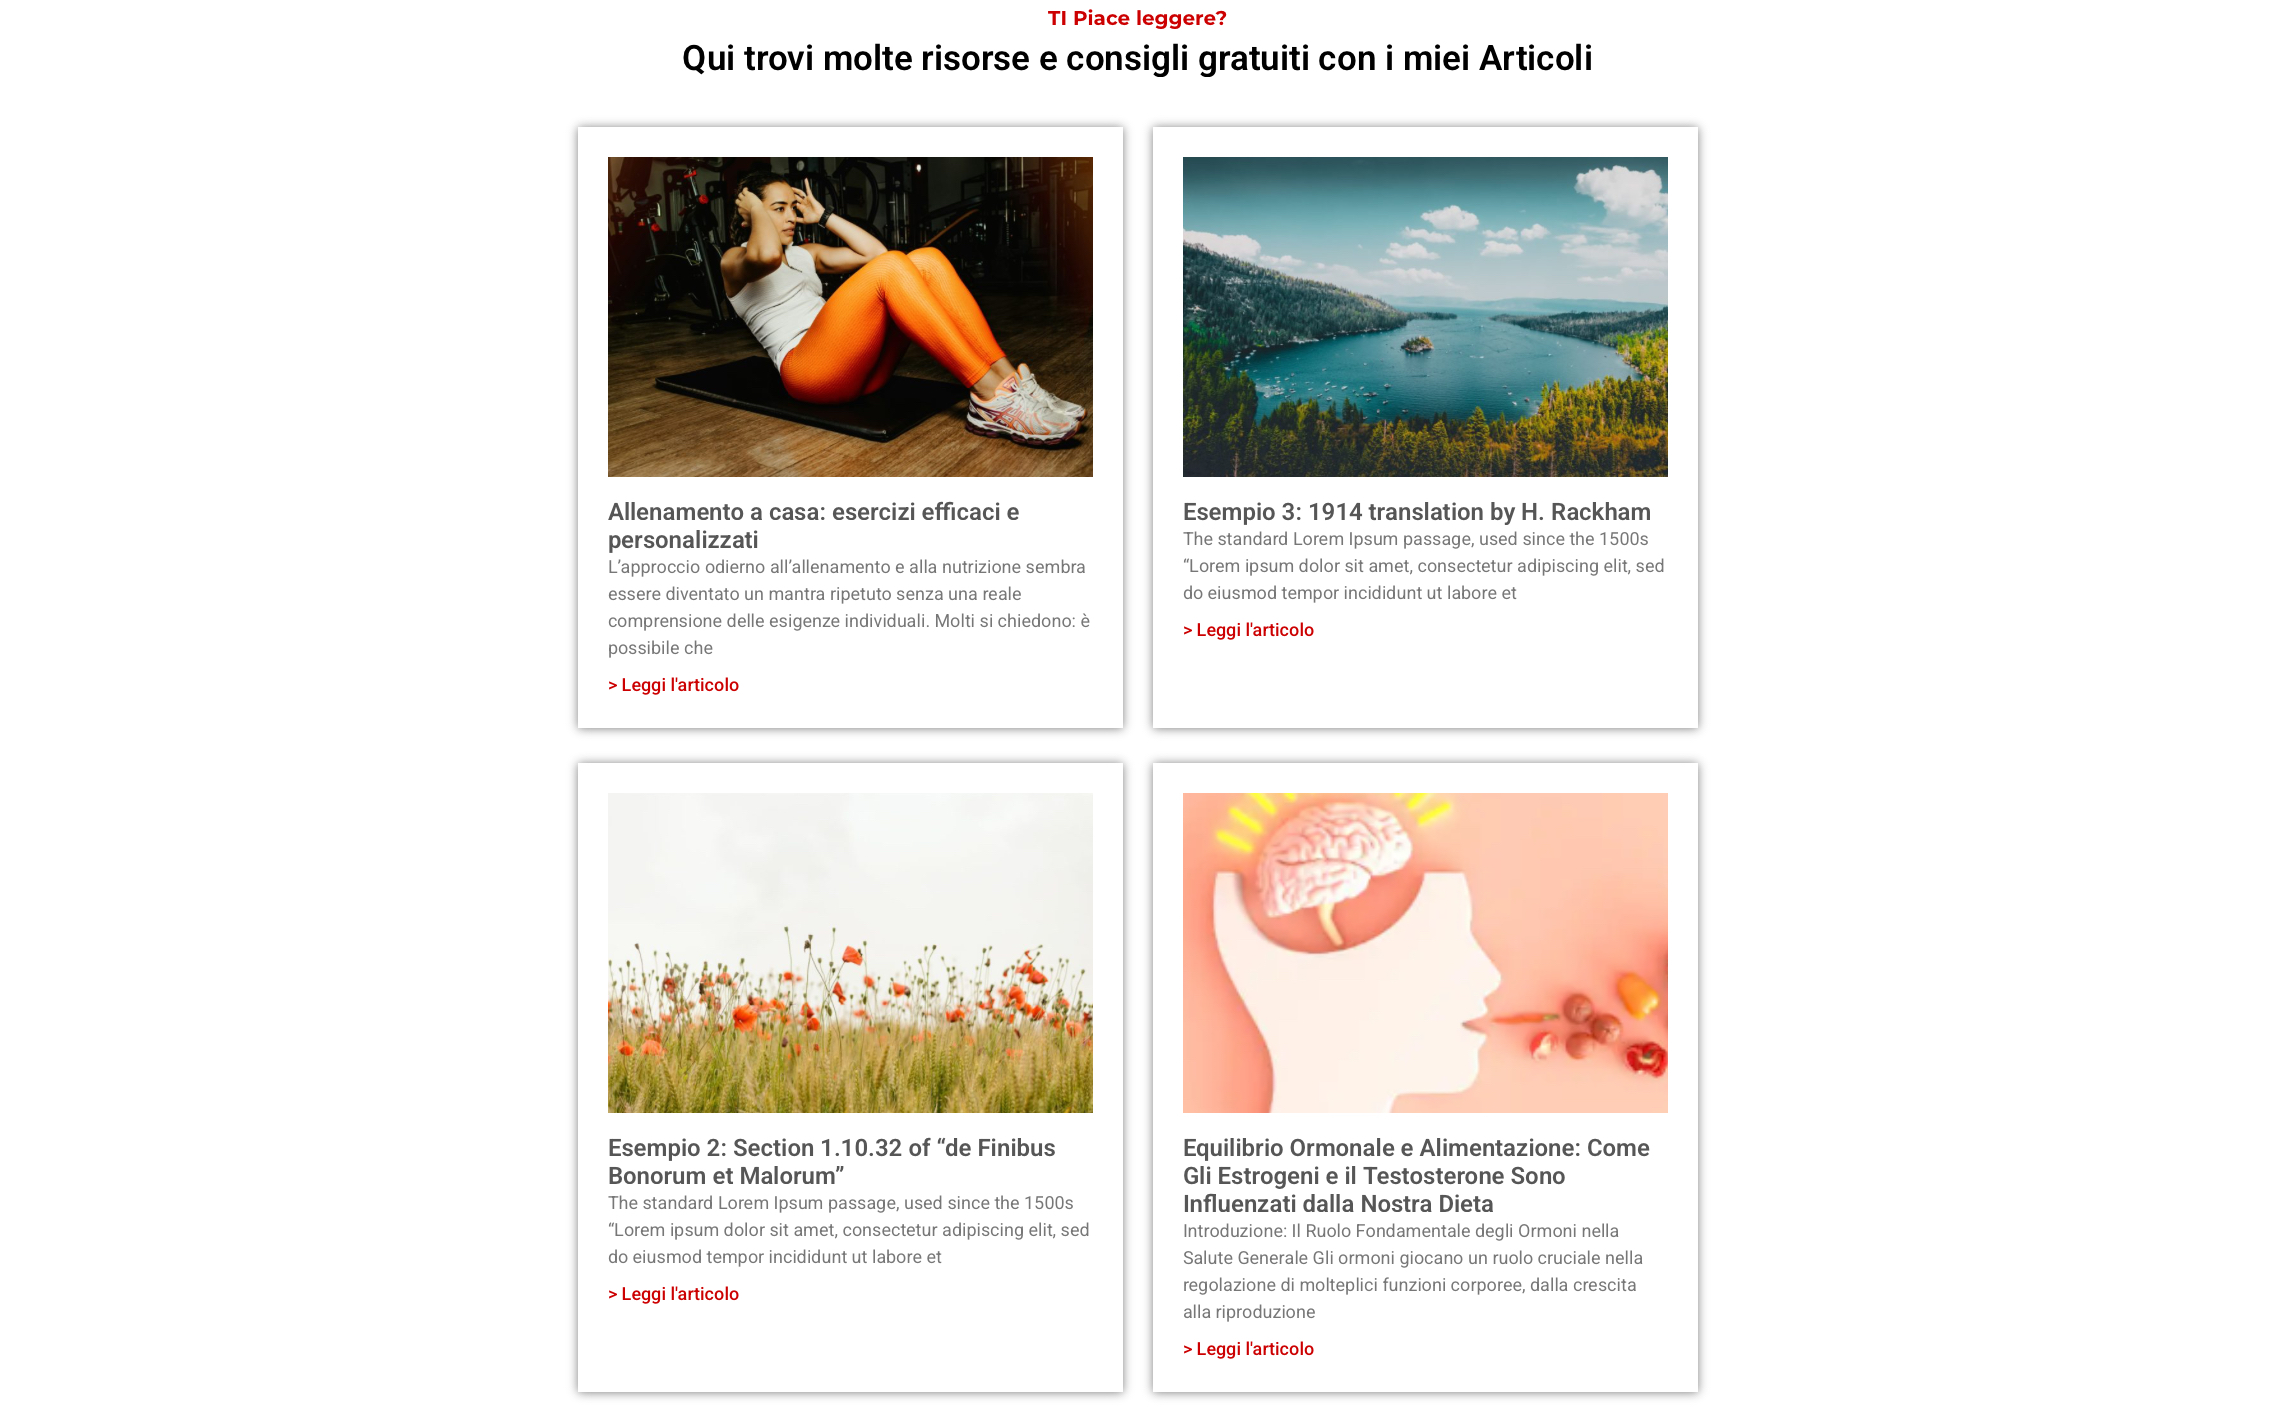 TI Piace leggere?
Qui trovi molte risorse e consigli gratuiti con i miei Articoli
Allenamento a casa: esercizi efficaci e
personalizzati
L’approccio odierno all’allenamento e alla nutrizione sembra
essere diventato un mantra ripetuto senza una reale
comprensione delle esigenze individuali. Molti si chiedono: è
possibile che
> Leggi l'articolo
Esempio 3: 1914 translation by H. Rackham
The standard Lorem Ipsum passage, used since the 1500s
“Lorem ipsum dolor sit amet, consectetur adipiscing elit, sed
do eiusmod tempor incididunt ut labore et
> Leggi l'articolo
Esempio 2: Section 1.10.32 of “de Finibus
Bonorum et Malorum”
The standard Lorem Ipsum passage, used since the 1500s
“Lorem ipsum dolor sit amet, consectetur adipiscing elit, sed
do eiusmod tempor incididunt ut labore et
> Leggi l'articolo
Equilibrio Ormonale e Alimentazione: Come
Gli Estrogeni e il Testosterone Sono
Influenzati dalla Nostra Dieta
Introduzione: Il Ruolo Fondamentale degli Ormoni nella
Salute Generale Gli ormoni giocano un ruolo cruciale nella
regolazione di molteplici funzioni corporee, dalla crescita
alla riproduzione
> Leggi l'articolo